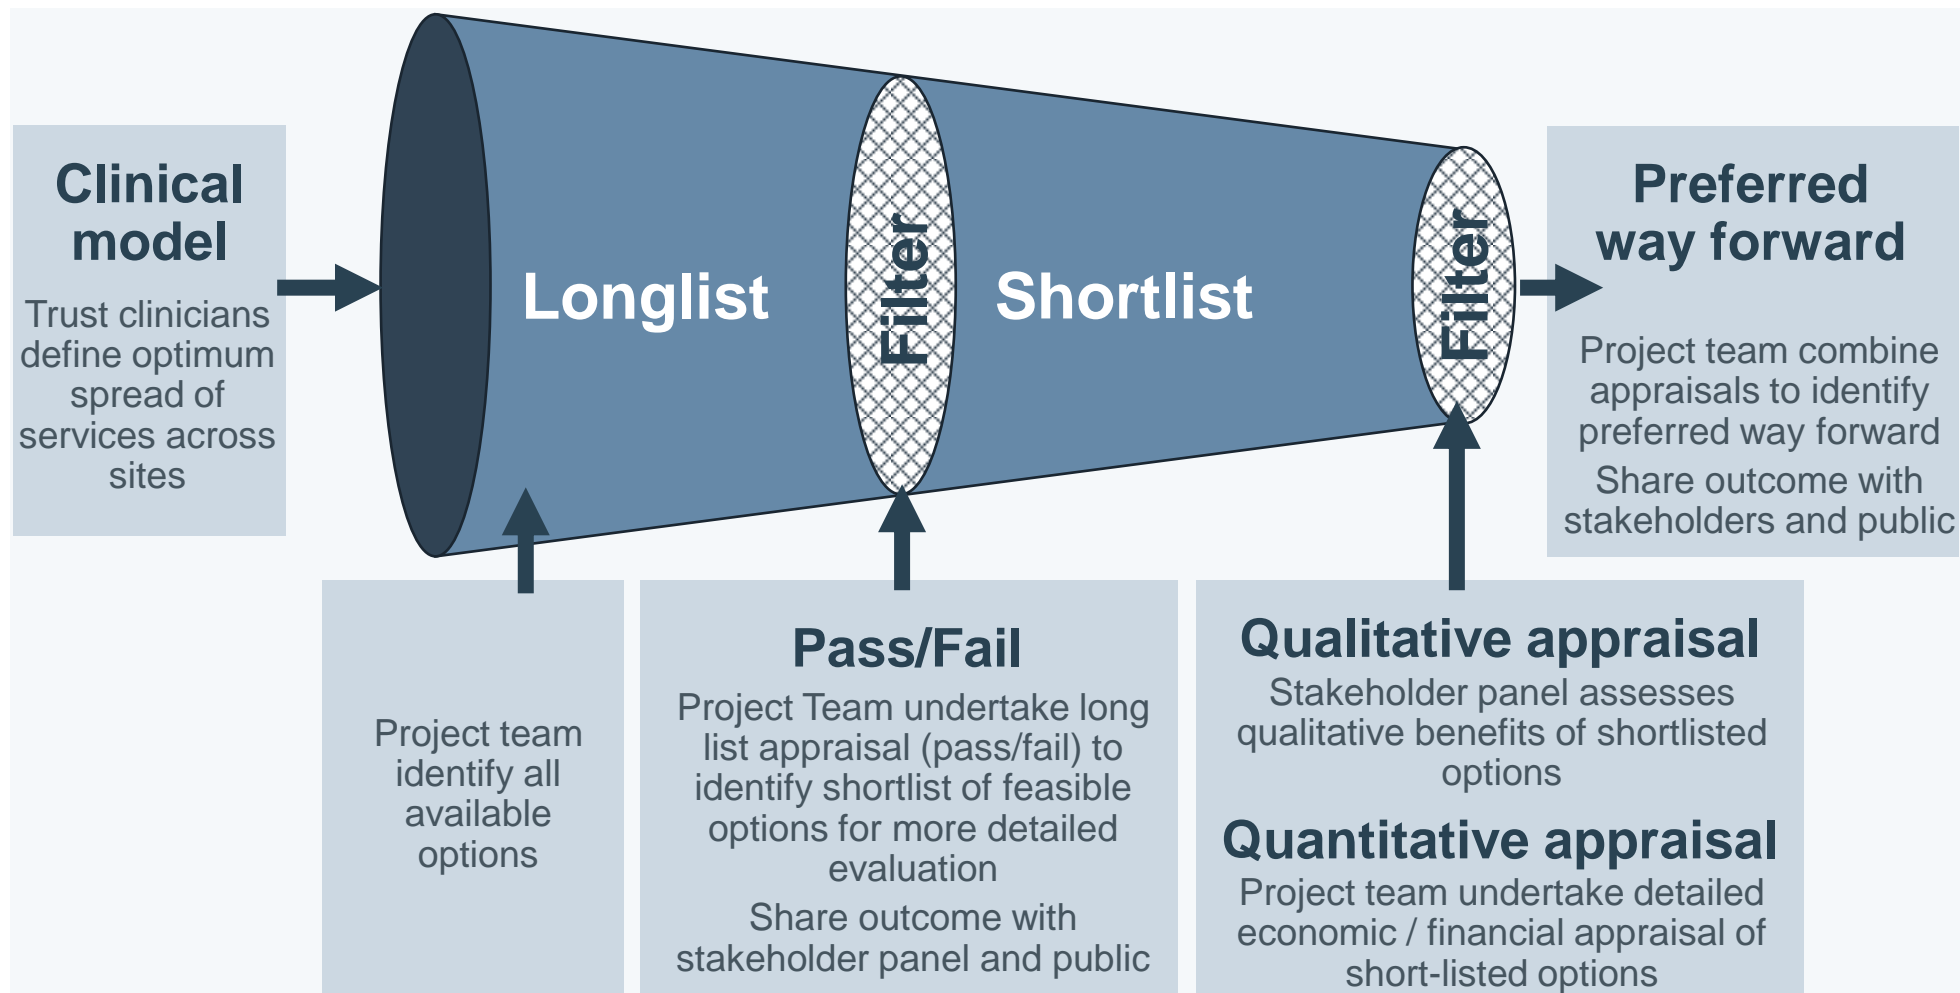 Clinical
model
Trust clinicians
define optimum
spread of
services across
sites
Longlist
Filter
Shortlist
Filter
Preferred
way forward
Project team combine
appraisals to identify
preferred way forward
Share outcome with
stakeholders and public
Project team
identify all
available
options
Pass/Fail
Project Team undertake long
list appraisal (pass/fail) to
identify shortlist of feasible
options for more detailed
evaluation
Share outcome with
stakeholder panel and public
Qualitative appraisal
Stakeholder panel assesses
qualitative benefits of shortlisted
options
Quantitative appraisal
Project team undertake detailed
economic / financial appraisal of
short-listed options